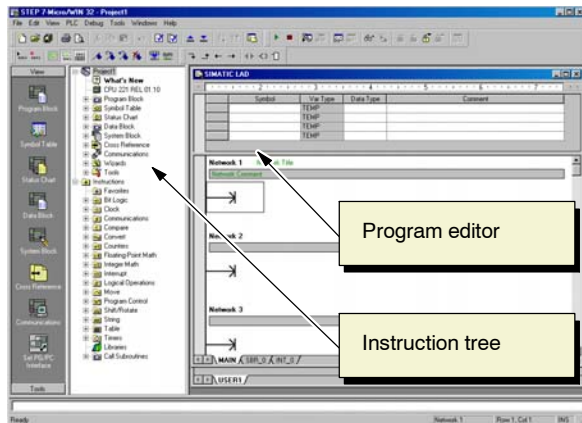 STEP 7-Micro/WIN 32 - Project1
File Edit View PLC Debug Tools Windows Help
View
Program Block
Symbol Table
Status Chart
Data Block
System Block
Cross Reference
Communications
Set PG/PC Interface
Tools
Project1
What's New
CPU 221 REL 01.10
Program Block
Symbol Table
Status Chart
Data Block
System Block
Cross Reference
Communications
Wizards
Tools
Instructions
Favorites
Bit Logic
Clock
Communications
Compare
Convert
Counters
Floating-Point Math
Integer Math
Interrupt
Logical Operations
Move
Program Control
Shift/Rotate
String
Table
Timers
Libraries
Call Subroutines
SIMATIC LAD
Symbol Var Type Data Type Comment
TEMP
TEMP
TEMP
TEMP
Network 1 Title
Network Comment
Network 2
Network 3
MAIN SBR_0 INT_0
USER1
Program editor
Instruction tree
Ready Network 1 Row 1, Col 1 INS